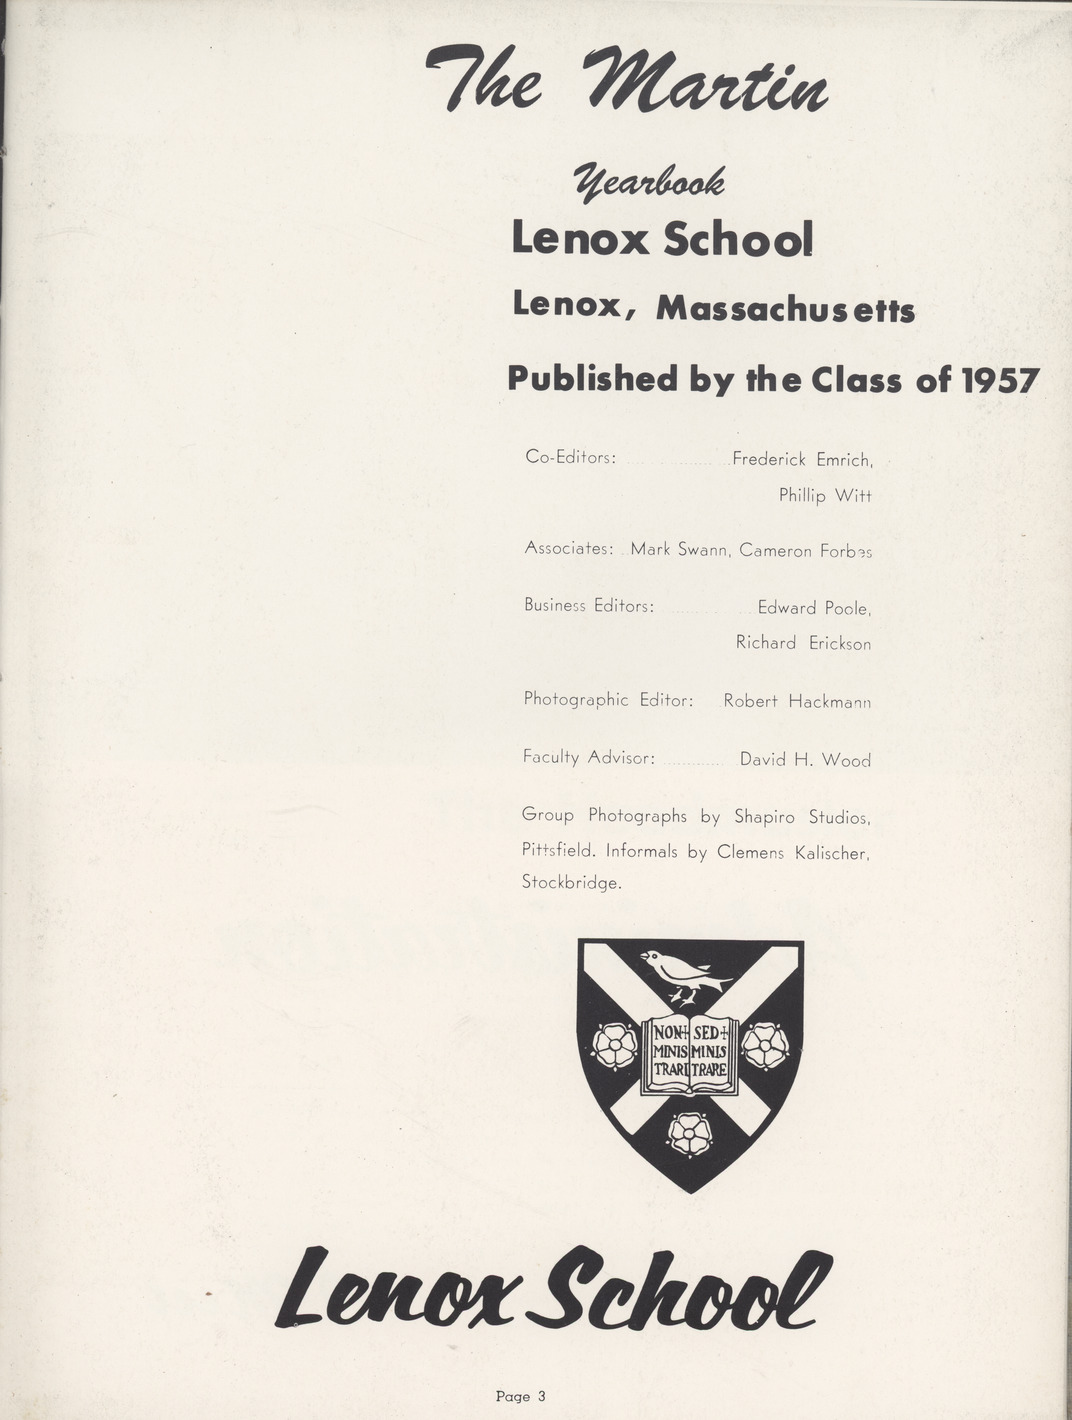 The Martin
Yearbook
Lenox School
Lenox, Massachusetts
Published by the Class of 1957
Co-Editors: Frederick Emrich,
Phillip Witt
Associates: Mark Swann, Cameron Forbes
Business Editors: Edward Poole,
Richard Erickson
Photographic Editor: Robert Hackmann
Faculty Advisor: ............ David H. Wood
Group Photographs by Shapiro Studios,
Pittsfield. Informals by Clemens Kalischer,
Stockbridge.
NON+ SED+
MINIS MINIS
TRARI TRARE
Lenox School
Page 3